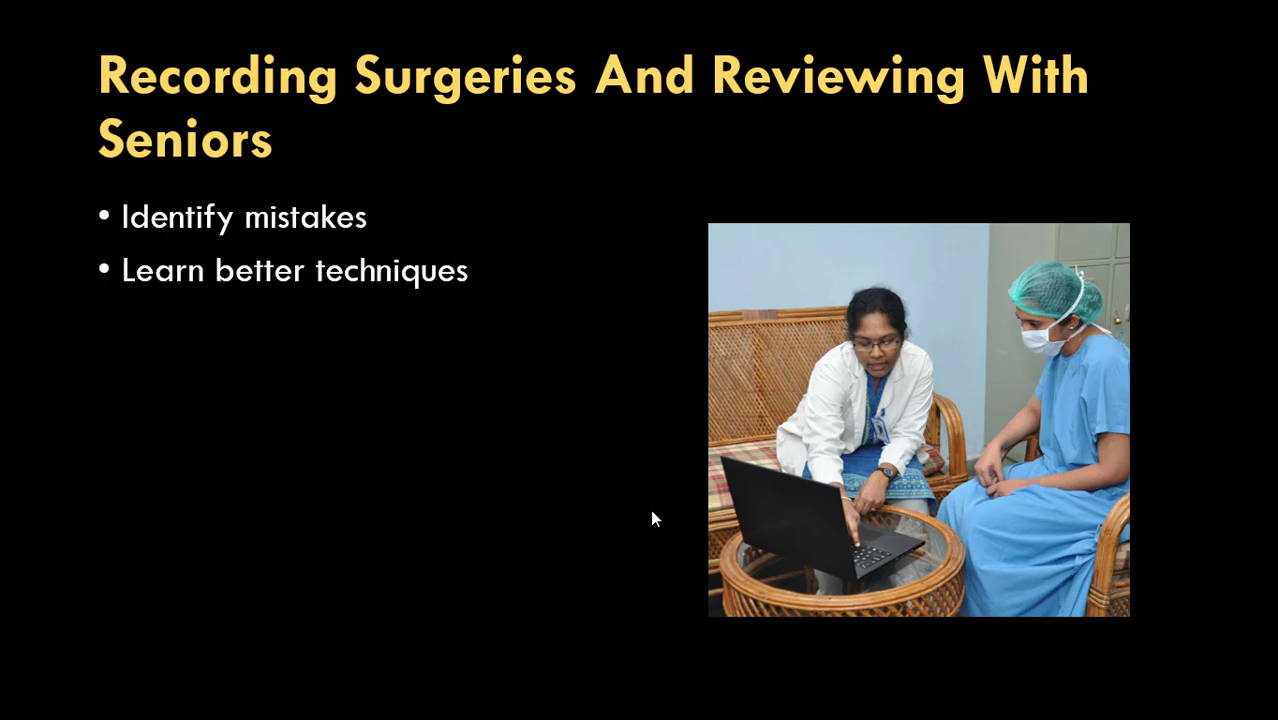 Recording Surgeries And Reviewing With
Seniors
• Identify mistakes
• Learn better techniques